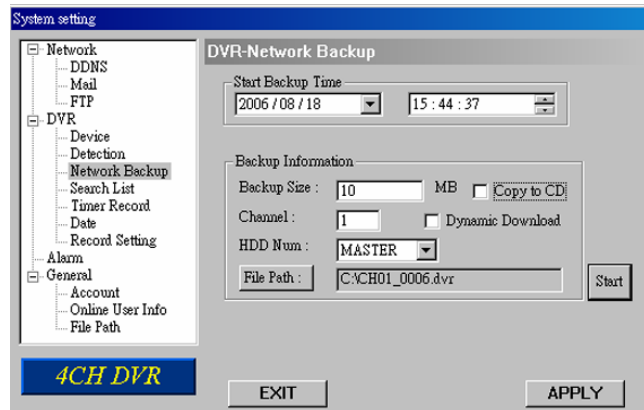 System setting
Network
DDNS
Mail
FTP
DVR
Device
Detection
Network Backup
Search List
Timer Record
Date
Record Setting
Alarm
General
Account
Online User Info
File Path
4CH DVR
DVR-Network Backup
Start Backup Time
2006 / 08 / 18 15 : 44 : 37
Backup Information
Backup Size : 10 MB Copy to CD
Channel : 1 Dynamic Download
HDD Num : MASTER
File Path : C:\CH01_0006.dvr
Start
EXIT APPLY